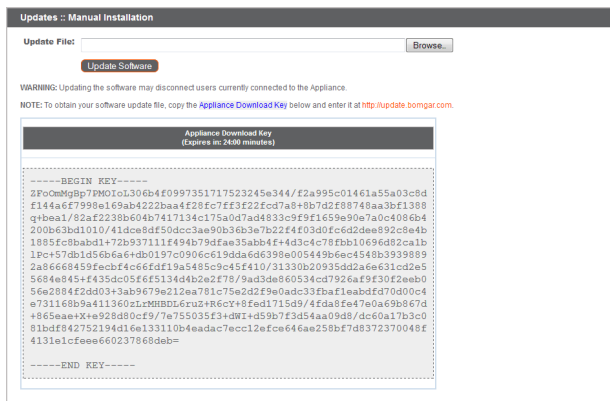 Updates :: Manual Installation
Update File:
Browse..
Update Software
WARNING: Updating the software may disconnect users currently connected to the Appliance.
NOTE: To obtain your software update file, copy the Appliance Download Key below and enter it at http://update.bomgar.com.
Appliance Download Key
(Expires in: 24:00 minutes)
-----BEGIN KEY-----
ZFoOmMgBp7PMOIoL306b4f0997351717523245e344/f2a995c01461a55a03c8d
f144a6f7998e169ab4222baa4f28fc7ff3f22fcd7a8+8b7d2f88748aa3bf1388
q+bea1/82af2238b604b7417134c175a0d7ad4833c9f9f1659e90e7a0c4086b4
200b63bd1010/41dce8df50dcc3ae90b36b3e7b22f4f03d0fc6d2dee892c8e4b
1885fc8babd1+72b937111f494b79dfae35abb4f+4d3c4c78fbb10696d82ca1b
lPc+57db1d56b6a6+db0197c0906c619dda6d6398e005449b6ec4548b3939889
2a86668459fecbf4c66fdf19a5485c9c45f410/31330b20935dd2a6e631cd2e5
5684e845+f435dc05f6f5134d4b2e2f78/9ad3de860534cd7926af9f30f2eeb0
56e2884f2dd03+3ab9679e212ea781c75e2d2f9e0adc33fbaf1eabdfd70d00c4
e731168b9a411360zLrMHBDL6ruZ+R6cY+8fed1715d9/4fda8fe47e0a69b867d
+865eae+X+e928d80cf9/7e755035f3+dWI+d59b7f3d54aa09d8/dc60a17b3c0
81bdf842752194d16e133110b4eadac7ecc12efce646ae258bf7d8372370048f
4131e1cfeee660237868deb=
-----END KEY-----